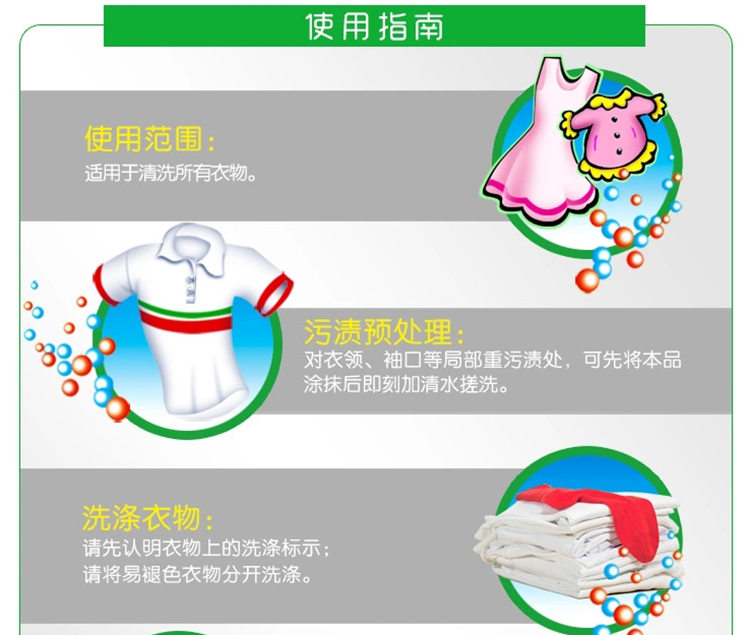 使用指南
使用范围：
适用于清洗所有衣物。
污渍预处理：
对衣领、袖口等局部重污渍处，可先将本品
涂抹后即刻加清水搓洗。
洗涤衣物：
请先认明衣物上的洗涤标示；
请将易褪色衣物分开洗涤。